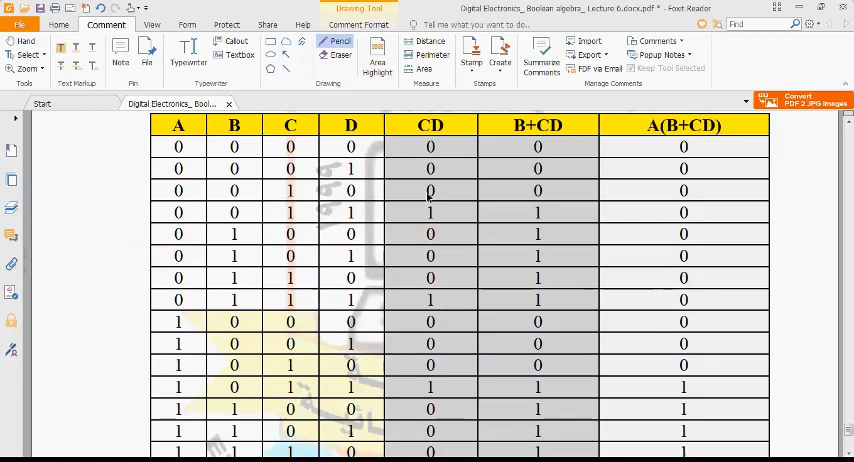 Drawing Tools
Digital Electronics_ Boolean algebra_ Lecture 6.docx.pdf * - Foxit Reader
File Home Comment View Form Protect Share Help Comment Format Tell me what you want to do.. Find
Hand
Select
Zoom
Tools
Text Markup
Note
File
Pin
Typewriter
Callout
Textbox
Typewriter
Pencil
Eraser
Drawing
Area Highlight
Distance
Perimeter
Area
Measure
Stamp
Create
Stamps
Summarize Comments
Import
Export
FDF via Email
Comments
Popup Notes
Keep Tool Selected
Manage Comments
Start
Digital Electronics_ Bool...
Convert
PDF 2 JPG Images
A B C D CD B+CD A(B+CD)
0 0 0 0 0 0 0
0 0 0 1 0 0 0
0 0 1 0 0 0 0
0 0 1 1 1 1 0
0 1 0 0 0 1 0
0 1 0 1 0 1 0
0 1 1 0 0 1 0
0 1 1 1 1 1 0
1 0 0 0 0 0 0
1 0 0 1 0 0 0
1 0 1 0 0 0 0
1 0 1 1 1 1 1
1 1 0 0 0 1 1
1 1 0 1 0 1 1
1 1 1 0 0 1 1